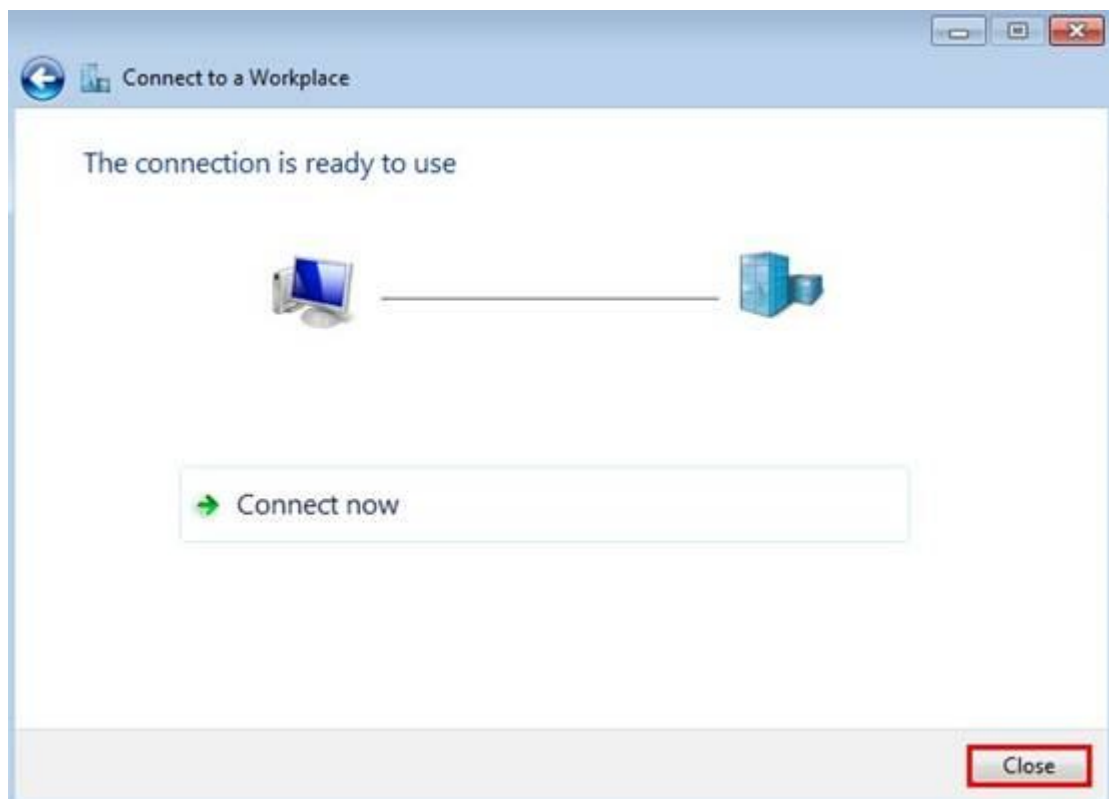 Connect to a Workplace
The connection is ready to use
Connect now
Close